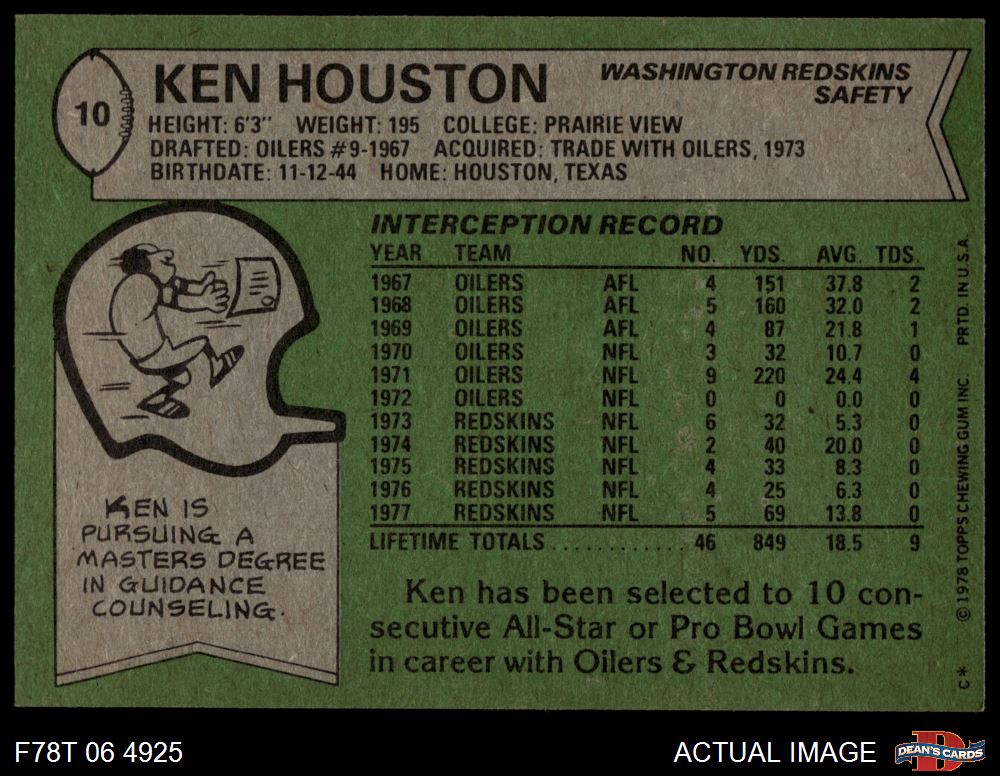 10
KEN HOUSTON
WASHINGTON REDSKINS
SAFETY
HEIGHT: 6'3" WEIGHT: 195 COLLEGE: PRAIRIE VIEW
DRAFTED: OILERS #9-1967 ACQUIRED: TRADE WITH OILERS, 1973
BIRTHDATE: 11-12-44 HOME: HOUSTON, TEXAS
INTERCEPTION RECORD
YEAR TEAM NO. YDS. AVG. TDS.
1967 OILERS AFL 4 151 37.8 2
1968 OILERS AFL 5 160 32.0 2
1969 OILERS AFL 4 87 21.8 1
1970 OILERS NFL 3 32 10.7 0
1971 OILERS NFL 9 220 24.4 4
1972 OILERS NFL 0 0 0.0 0
1973 REDSKINS NFL 6 32 5.3 0
1974 REDSKINS NFL 2 40 20.0 0
1975 REDSKINS NFL 4 33 8.3 0
1976 REDSKINS NFL 4 25 6.3 0
1977 REDSKINS NFL 5 69 13.8 0
LIFETIME TOTALS ............ 46 849 18.5 9
KEN IS
PURSUING A
MASTERS DEGREE
IN GUIDANCE
COUNSELING.
Ken has been selected to 10 con-
secutive All-Star or Pro Bowl Games
in career with Oilers & Redskins.
C* © 1978 TOPPS CHEWING GUM INC. PRTD. IN U.S.A.
F78T 06 4925
ACTUAL IMAGE
DEAN'S CARDS